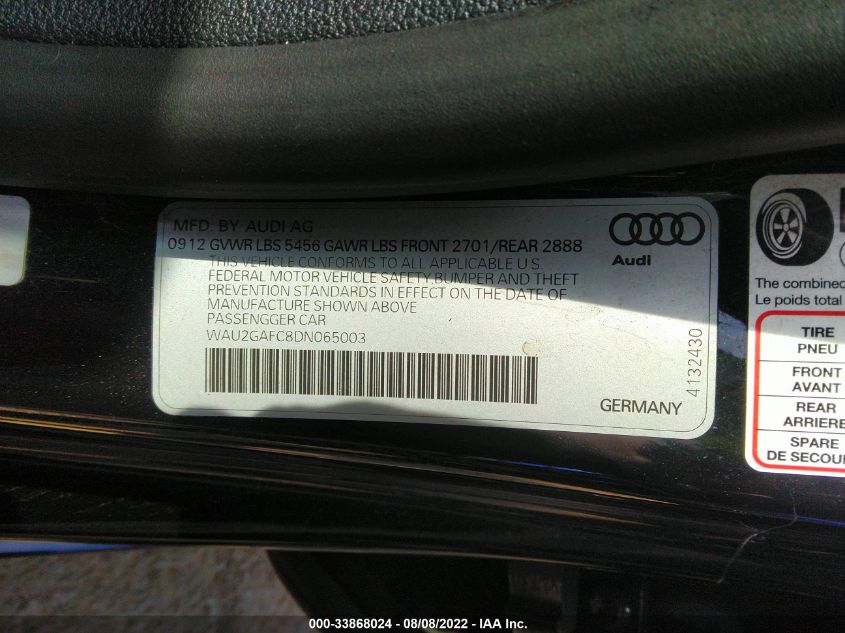 MFD. BY AUDI AG
0912 GVWR LBS 5456 GAWR LBS FRONT 2701/REAR 2888
THIS VEHICLE CONFORMS TO ALL APPLICABLE U.S.
FEDERAL MOTOR VEHICLE SAFETY,BUMPER AND THEFT
PREVENTION STANDARDS IN EFFECT ON THE DATE OF
MANUFACTURE SHOWN ABOVE
PASSENGGER CAR
WAU2GAFC8DN065003
Audi
4132430
GERMANY
The combined
Le poids total
TIRE
PNEU
FRONT
AVANT
REAR
ARRIERE
SPARE
DE SECOUR
000-33868024 - 08/08/2022 - IAA Inc.